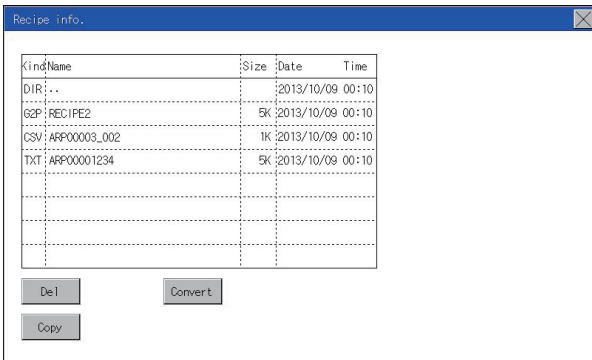 Recipe info.
Kind Name Size Date Time
DIR .. 2013/10/09 00:10
G2P RECIPE2 5K 2013/10/09 00:10
CSV ARP00003_002 1K 2013/10/09 00:10
TXT ARP00001234 5K 2013/10/09 00:10
Del Convert
Copy